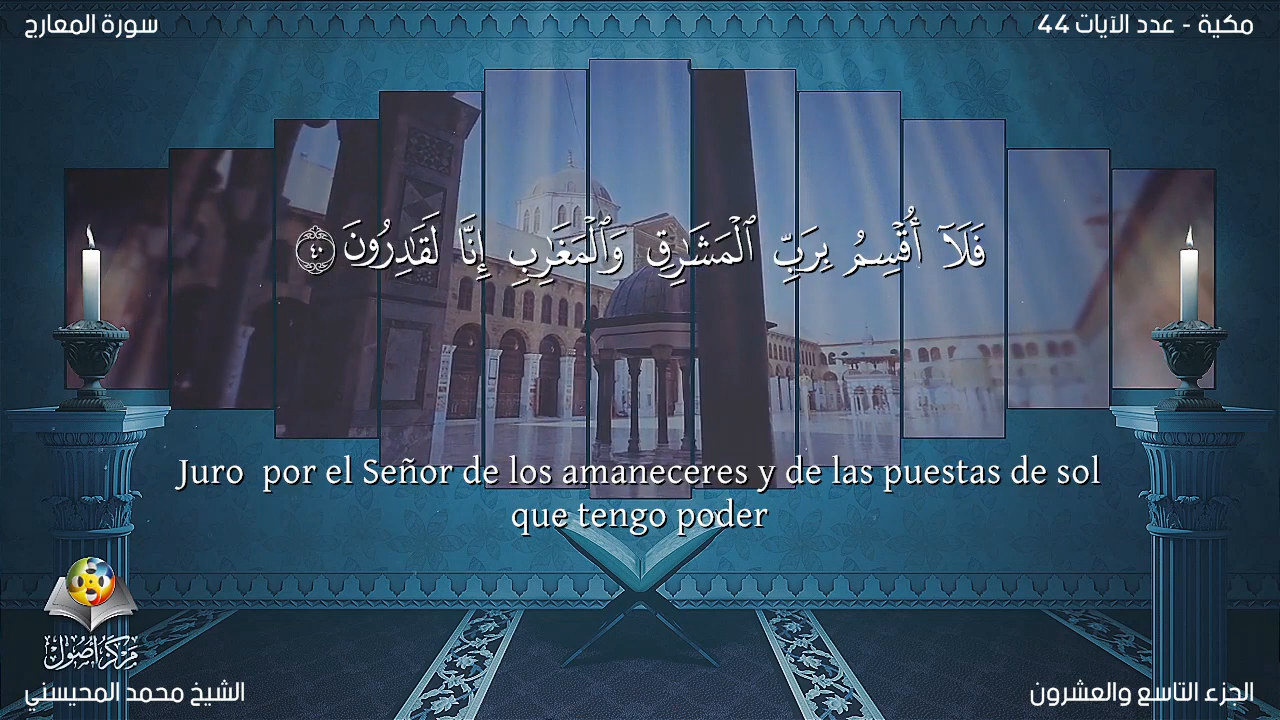 سورة المعارج
مكية - عدد الآيات 44
فَلَآ أُقْسِمُ بِرَبِّ ٱلْمَشَٰرِقِ وَٱلْمَغَٰرِبِ إِنَّا لَقَٰدِرُونَ ٤٠
Juro por el Señor de los amaneceres y de las puestas de sol
que tengo poder
مركز أصول
الشيخ محمد المحيسني
الجزء التاسع والعشرون